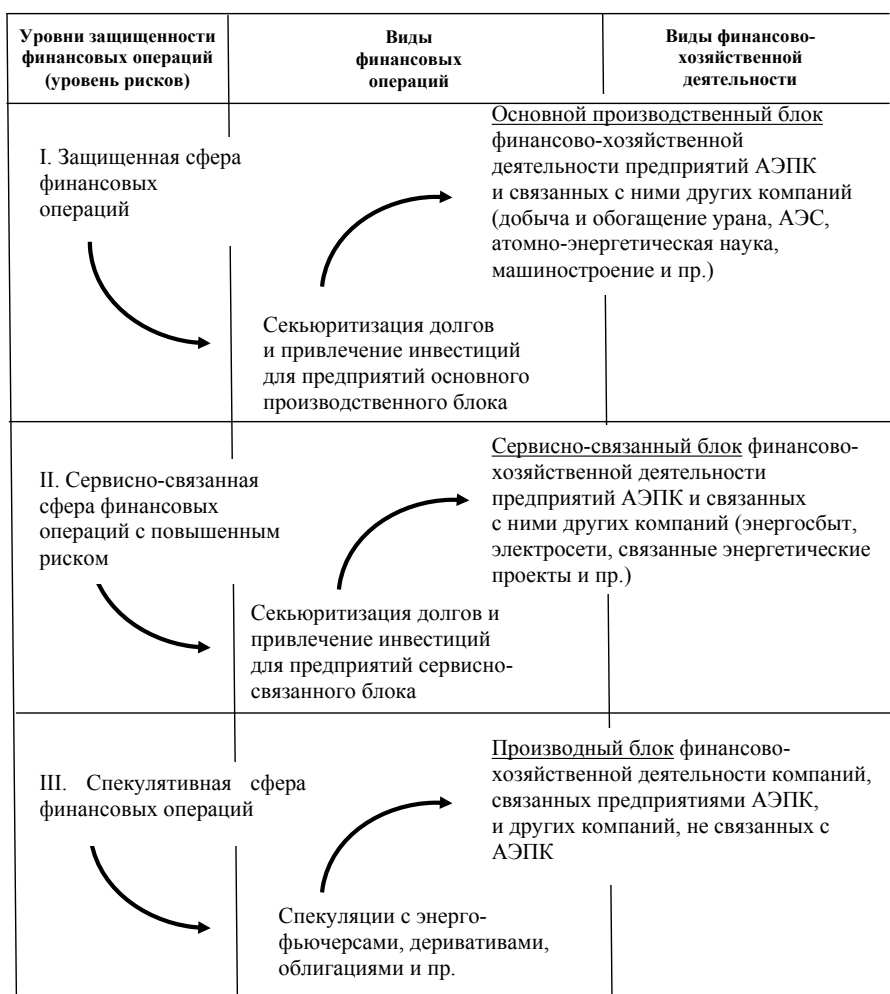 Уровни защищенности
финансовых операций
(уровень рисков)
Виды
финансовых
операций
Виды финансово-
хозяйственной
деятельности
I. Защищенная сфера
финансовых
операций
Секьюритизация долгов
и привлечение инвестиций
для предприятий основного
производственного блока
Основной производственный блок
финансово-хозяйственной
деятельности предприятий АЭПК
и связанных с ними других компаний
(добыча и обогащение урана, АЭС,
атомно-энергетическая наука,
машиностроение и пр.)
II. Сервисно-связанная
сфера финансовых
операций с повышенным
риском
Секьюритизация долгов и
привлечение инвестиций
для предприятий сервисно-
связанного блока
Сервисно-связанный блок финансово-
хозяйственной деятельности
предприятий АЭПК и связанных
с ними других компаний (энергосбыт,
электросети, связанные энергетические
проекты и пр.)
III. Спекулятивная сфера
финансовых операций
Спекуляции с энерго-
фьючерсами, деривативами,
облигациями и пр.
Производный блок финансово-
хозяйственной деятельности компаний,
связанных предприятиями АЭПК,
и других компаний, не связанных с
АЭПК